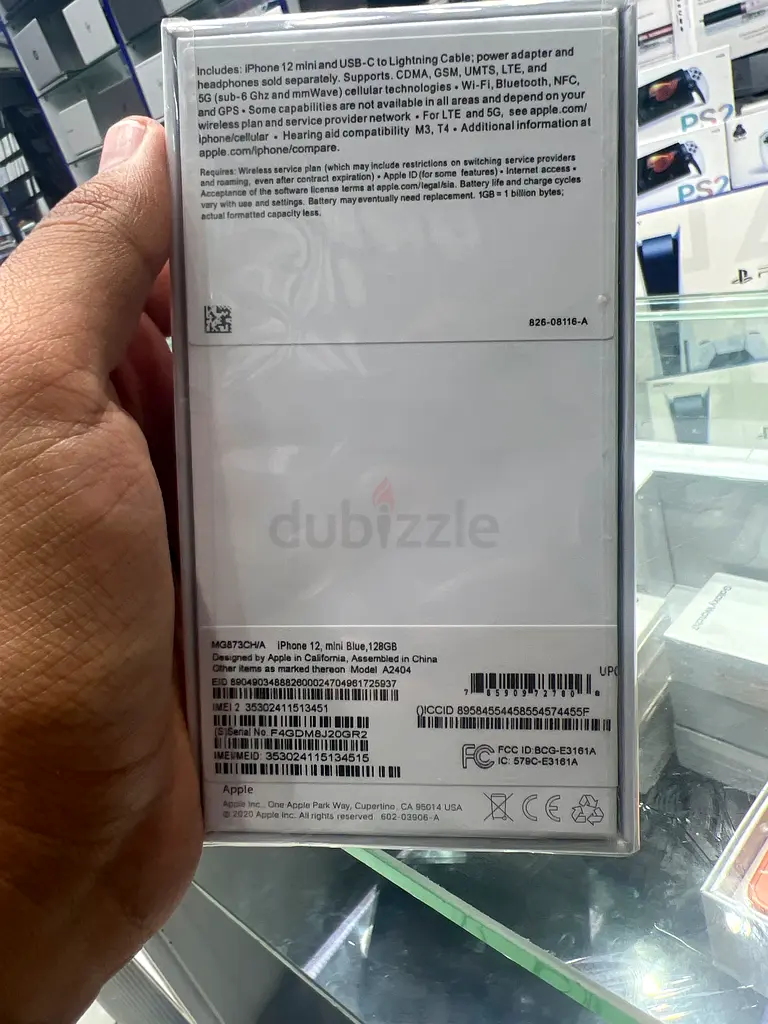 Includes: iPhone 12 mini and USB-C to Lightning Cable; power adapter and
headphones sold separately. Supports: CDMA, GSM, UMTS, LTE, and
5G (sub-6 Ghz and mmWave) cellular technologies • Wi-Fi, Bluetooth, NFC,
and GPS • Some capabilities are not available in all areas and depend on your
wireless plan and service provider network • For LTE and 5G, see apple.com/
iphone/cellular • Hearing aid compatibility M3, T4 • Additional information at
apple.com/iphone/compare.
Requires: Wireless service plan (which may include restrictions on switching service providers
and roaming, even after contract expiration) • Apple ID (for some features) • Internet access •
Acceptance of the software license terms at apple.com/legal/sla. Battery life and charge cycles
vary with use and settings. Battery may eventually need replacement. 1GB = 1 billion bytes;
actual formatted capacity less.
826-08116-A
dubizzle
MG873CH/A iPhone 12, mini Blue,128GB
Designed by Apple in California, Assembled in China
Other items as marked thereon Model A2404
EID 89049034888260002470496172 5937
UPC
7 85909 72780 8
IMEI 2 35302411513451
()ICCID 89584554458554574455F
(S)Serial No. F4GDM8J20GR2
IMEI/MEID: 353024115134515
FC FCC ID:BCG-E3161A
IC: 579C-E3161A
Apple
Apple Inc., One Apple Park Way, Cupertino, CA 95014 USA
© 2020 Apple Inc. All rights reserved 602-03906-A
CE
PS2
PS2